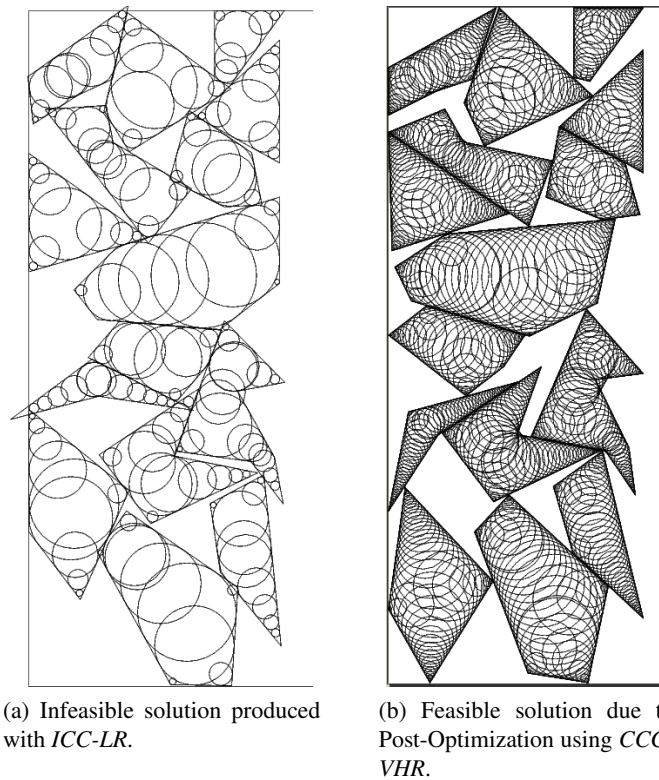 (a) Infeasible solution produced
with ICC-LR.
(b) Feasible solution due t
Post-Optimization using CCC
VHR.